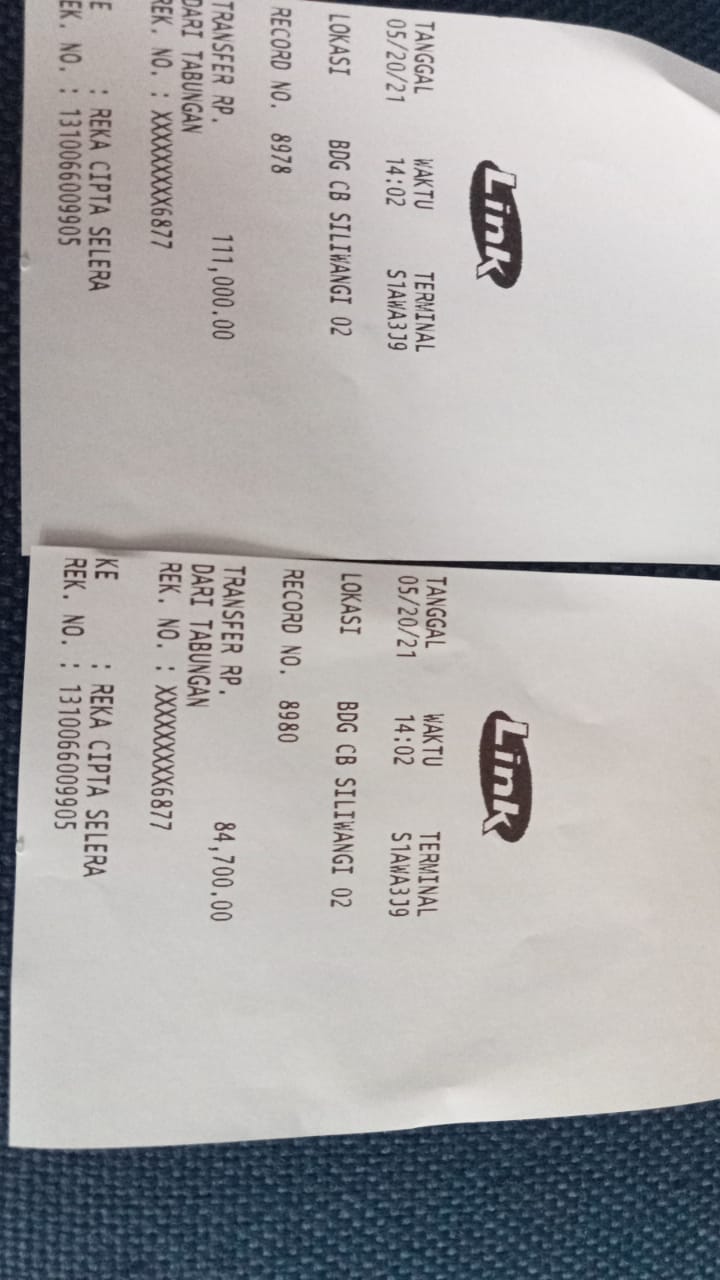 Link
TANGGAL WAKTU TERMINAL
05/20/21 14:02 S1AWA3J9
LOKASI BDG CB SILIWANGI 02
RECORD NO. 8978
TRANSFER RP. 111,000.00
DARI TABUNGAN
REK. NO. : XXXXXXXXX6877
E : REKA CIPTA SELERA
EK. NO. : 1310066009905
Link
TANGGAL WAKTU TERMINAL
05/20/21 14:02 S1AWA3J9
LOKASI BDG CB SILIWANGI 02
RECORD NO. 8980
TRANSFER RP. 84,700.00
DARI TABUNGAN
REK. NO. : XXXXXXXXX6877
KE : REKA CIPTA SELERA
REK. NO. : 1310066009905